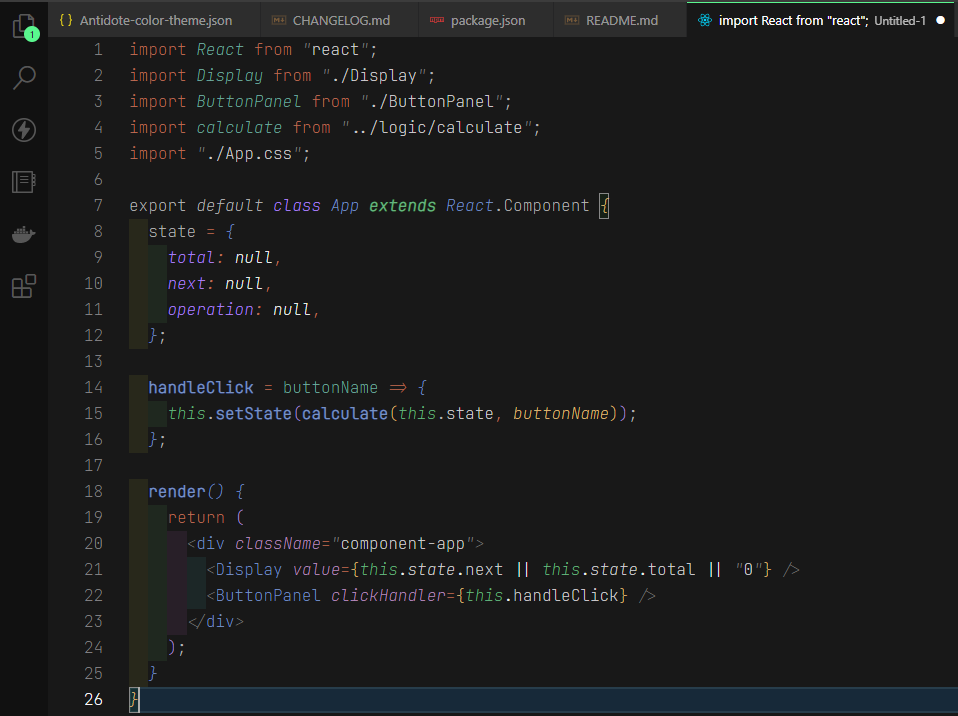 1
Antidote-color-theme.json CHANGELOG.md package.json README.md import React from "react"; Untitled-1
1 import React from "react";
2 import Display from "./Display";
3 import ButtonPanel from "./ButtonPanel";
4 import calculate from "../logic/calculate";
5 import "./App.css";
6
7 export default class App extends React.Component {
8 state = {
9 total: null,
10 next: null,
11 operation: null,
12 };
13
14 handleClick = buttonName => {
15 this.setState(calculate(this.state, buttonName));
16 };
17
18 render() {
19 return (
20 <div className="component-app">
21 <Display value={this.state.next || this.state.total || "0"} />
22 <ButtonPanel clickHandler={this.handleClick} />
23 </div>
24 );
25 }
26 }